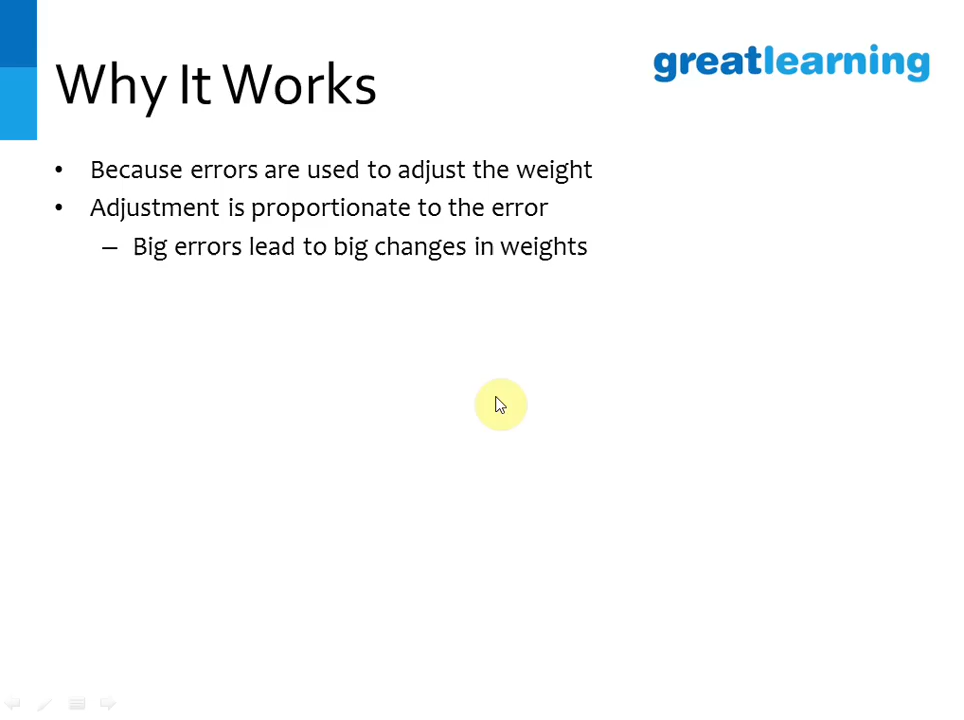 greatlearning
Why It Works
• Because errors are used to adjust the weight
• Adjustment is proportionate to the error
– Big errors lead to big changes in weights